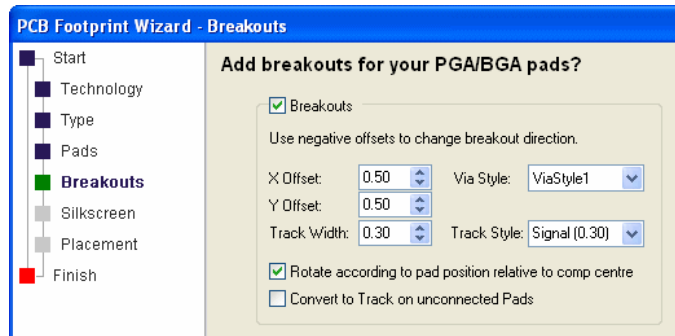 PCB Footprint Wizard - Breakouts
Start
Technology
Type
Pads
Breakouts
Silkscreen
Placement
Finish
Add breakouts for your PGA/BGA pads?
Breakouts
Use negative offsets to change breakout direction.
X Offset: 0.50 Via Style: ViaStyle1
Y Offset: 0.50
Track Width: 0.30 Track Style: Signal (0.30)
Rotate according to pad position relative to comp centre
Convert to Track on unconnected Pads